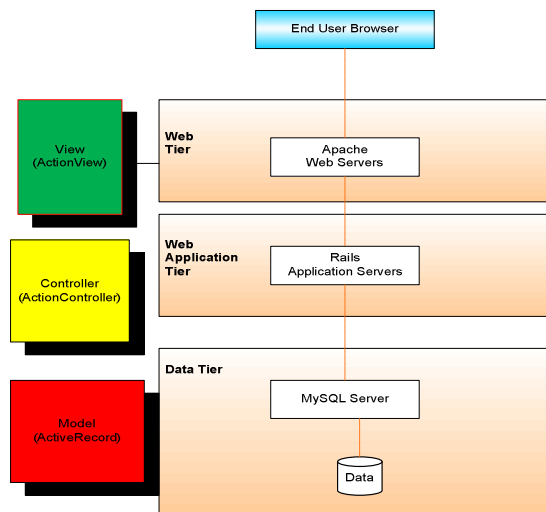 End User Browser
View
(ActionView)
Web
Tier
Apache
Web Servers
Web
Application
Tier
Rails
Application Servers
Controller
(ActionController)
Data Tier
MySQL Server
Model
(ActiveRecord)
Data